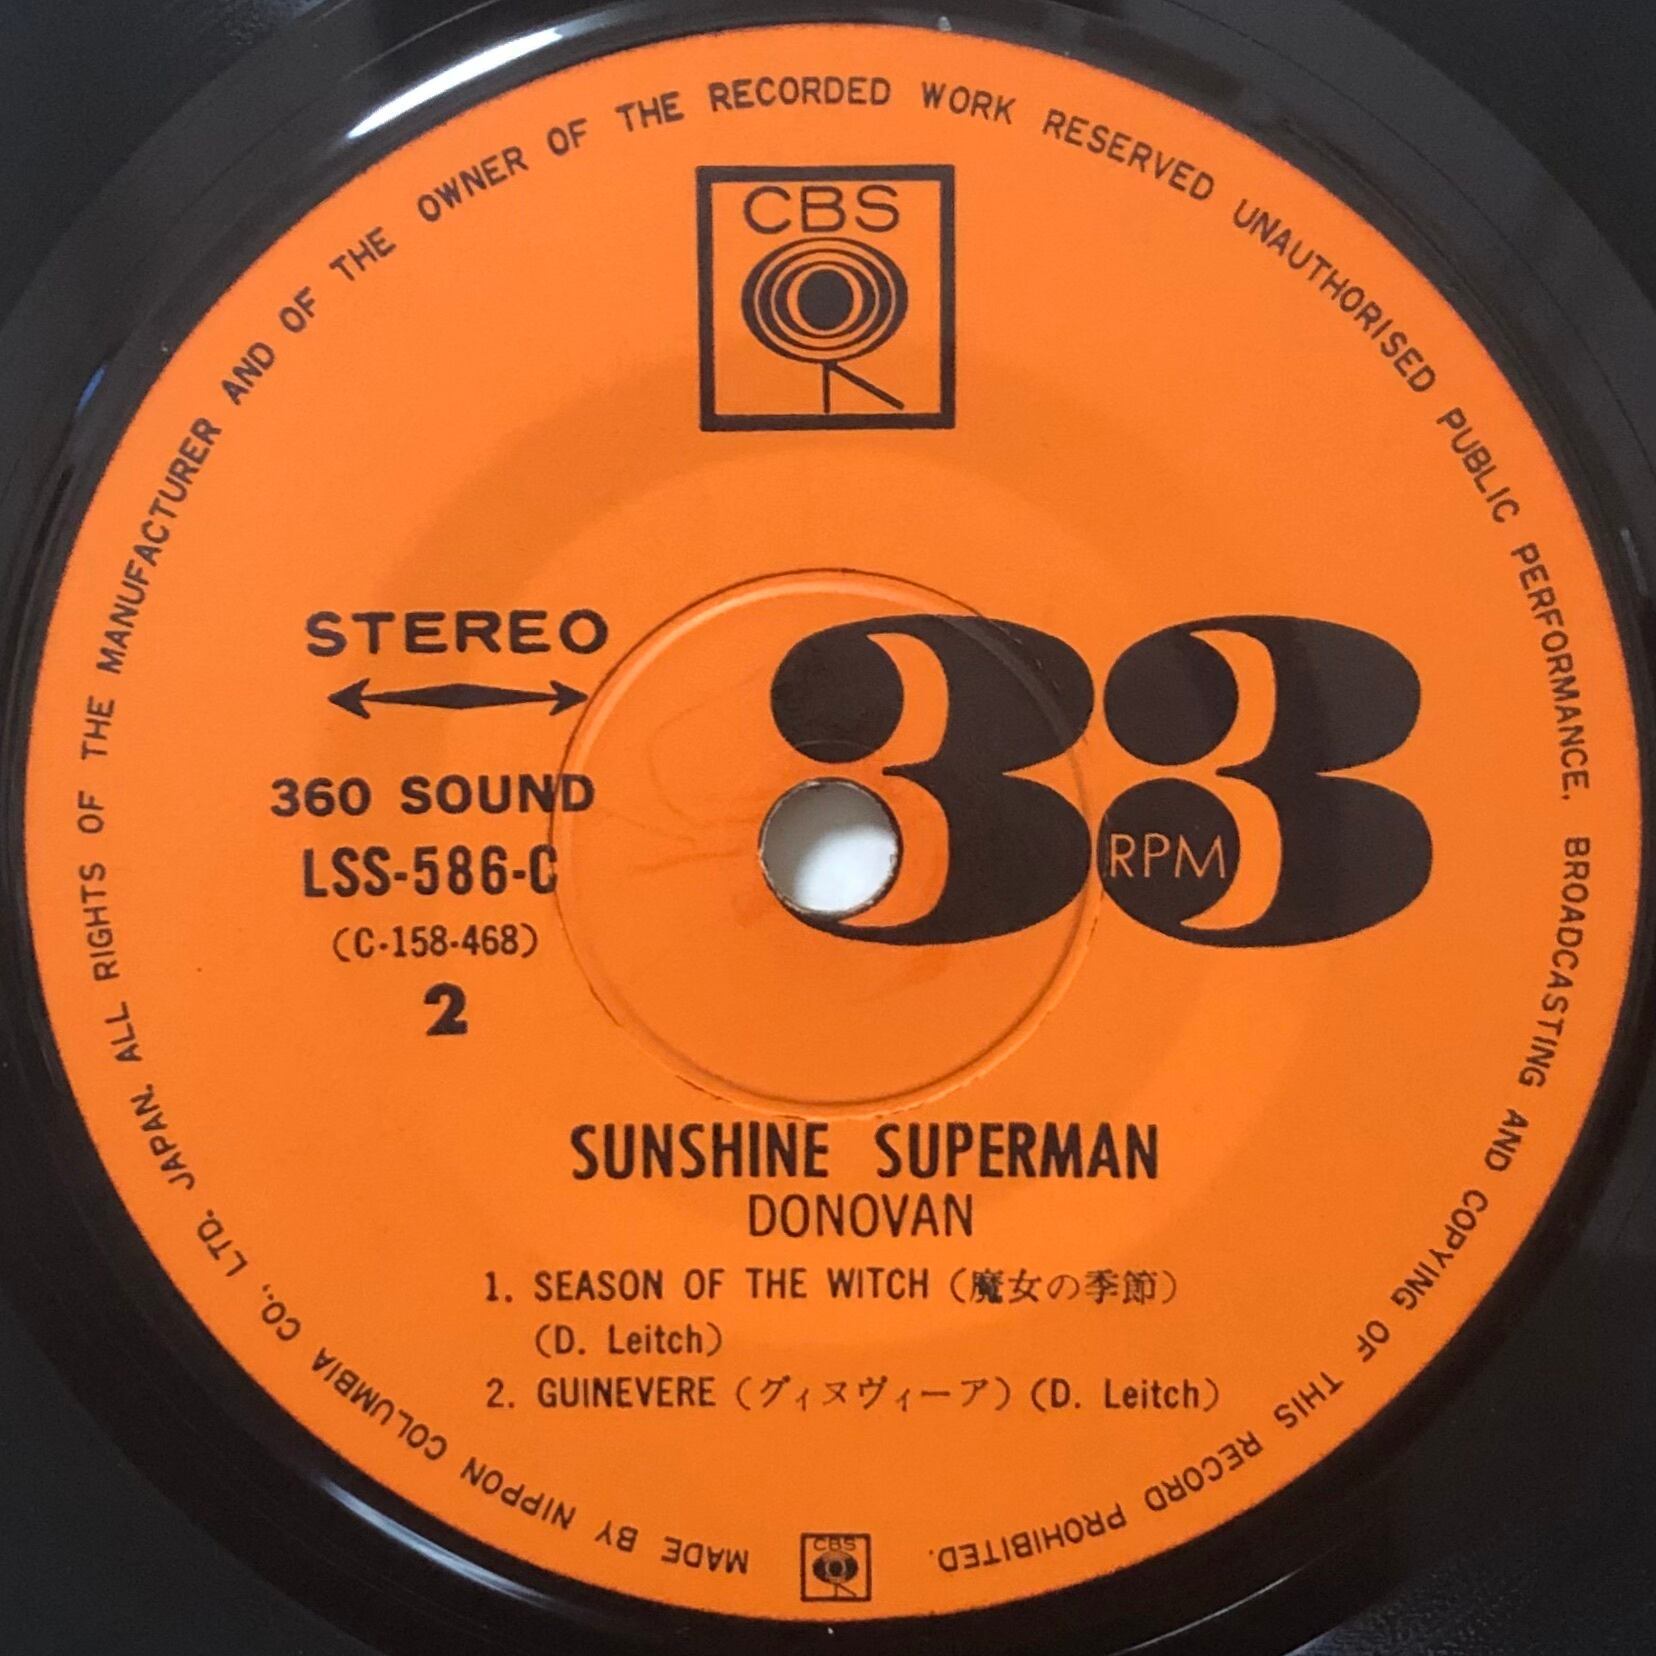 MADE BY NIPPON COLUMBIA CO., LTD. JAPAN. ALL RIGHTS OF THE MANUFACTURER AND OF THE OWNER OF THE RECORDED WORK RESERVED UNAUTHORISED PUBLIC PERFORMANCE, BROADCASTING AND COPYING OF THIS RECORD PROHIBITED.
CBS
STEREO
360 SOUND
LSS-586-C
(C-158-468)
2
33
RPM
SUNSHINE SUPERMAN
DONOVAN
1. SEASON OF THE WITCH (魔女の季節)
(D. Leitch)
2. GUINEVERE (グィヌヴィーア) (D. Leitch)
CBS